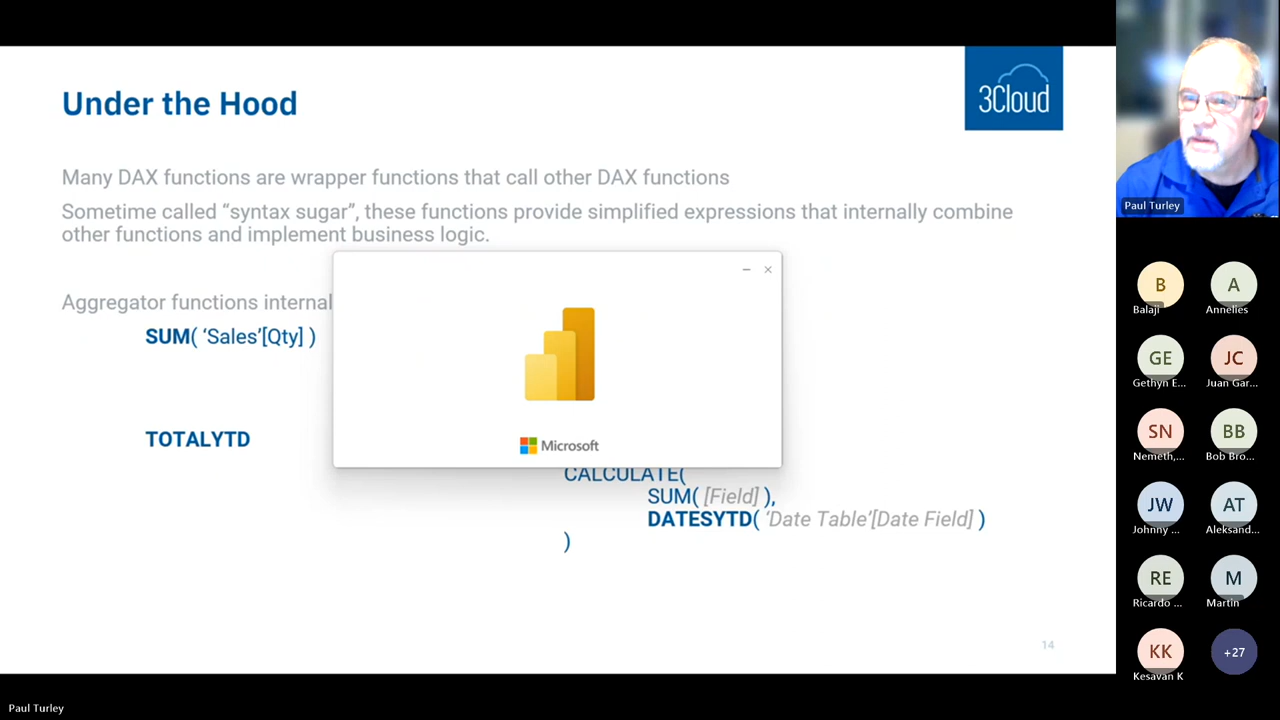 Under the Hood
3Cloud
Many DAX functions are wrapper functions that call other DAX functions
Sometime called “syntax sugar”, these functions provide simplified expressions that internally combine
other functions and implement business logic.
Aggregator functions internal
SUM( ‘Sales’[Qty] )
Microsoft
TOTALYTD
CALCULATE(
SUM( [Field] ),
DATESYTD( ‘Date Table’[Date Field] )
)
14
Paul Turley
Paul Turley
B
Balaji
A
Annelies
GE
Gethyn E...
JC
Juan Gar...
SN
Nemeth,...
BB
Bob Bro...
JW
Johnny ...
AT
Aleksand...
RE
Ricardo ...
M
Martin
KK
Kesavan K
+27